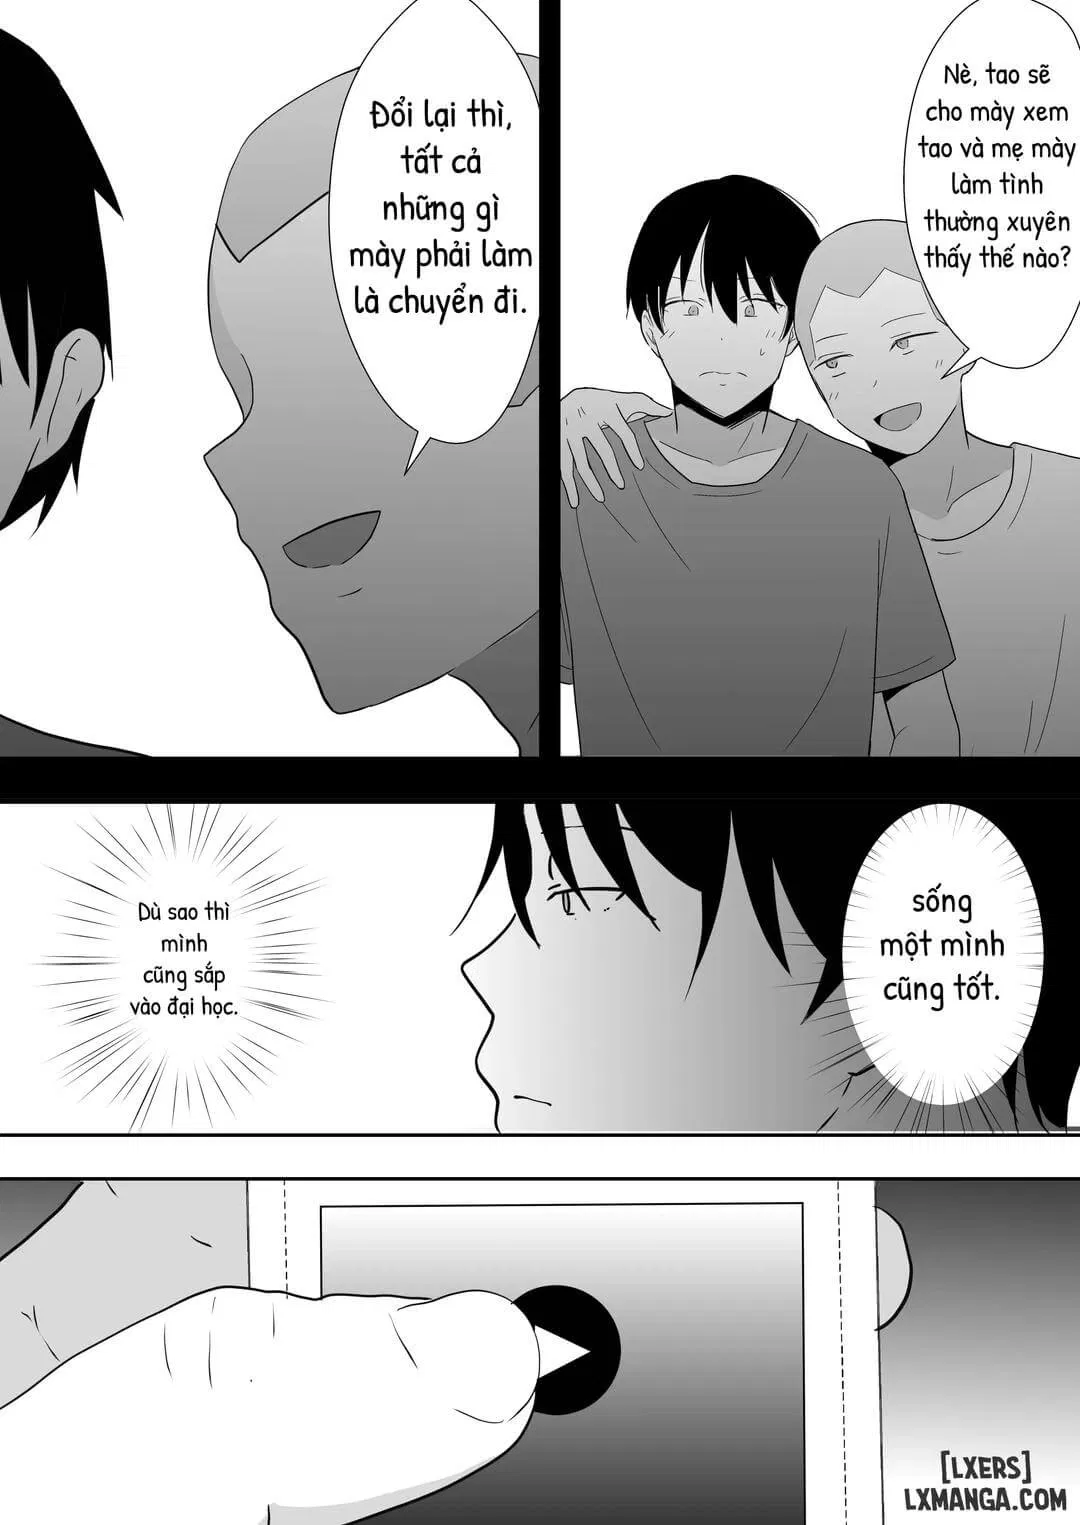 Nè, tao sẽ
cho mày xem
tao và mẹ mày
làm tình
thường xuyên
thấy thế nào?
Đổi lại thì,
tất cả
những gì
mày phải làm
là chuyển đi.
sống
một mình
cũng tốt.
Dù sao thì
mình
cũng sắp
vào đại học.
[LXERS]
LXMANGA.COM